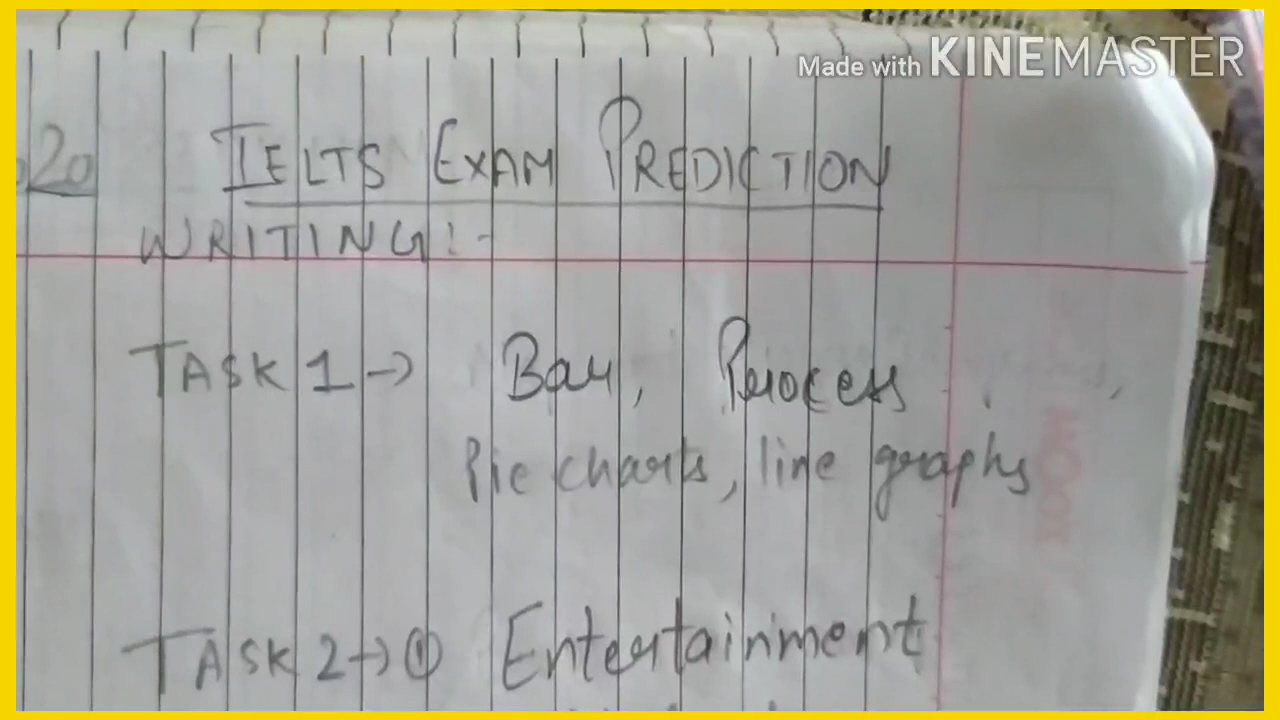 Made with KINEMASTER
20 IELTS EXAM PREDICTION
WRITING:-
TASK 1 → Bar, Process
Pie charts, line graphs
TASK 2 → ① Entertainment